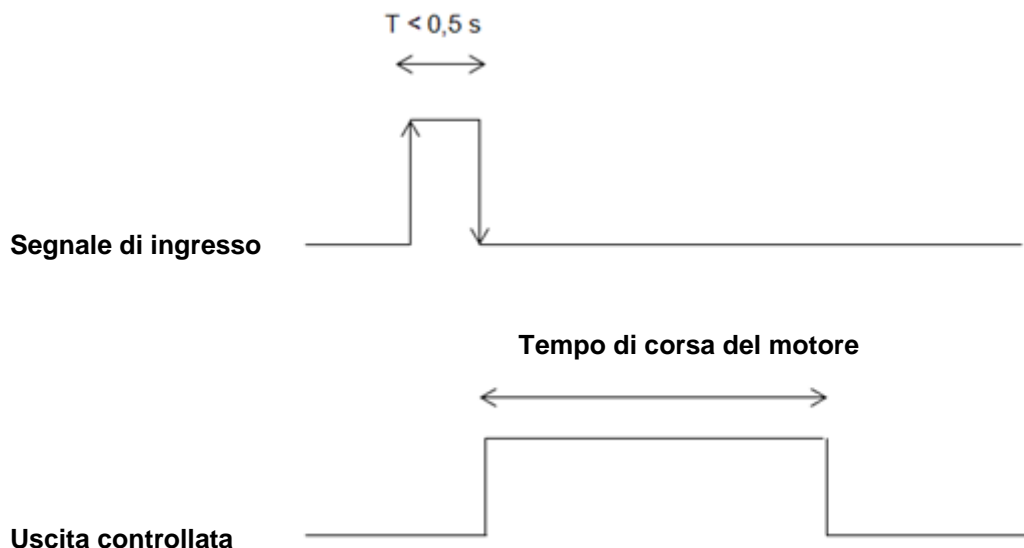 T < 0,5 s
Segnale di ingresso
Tempo di corsa del motore
Uscita controllata